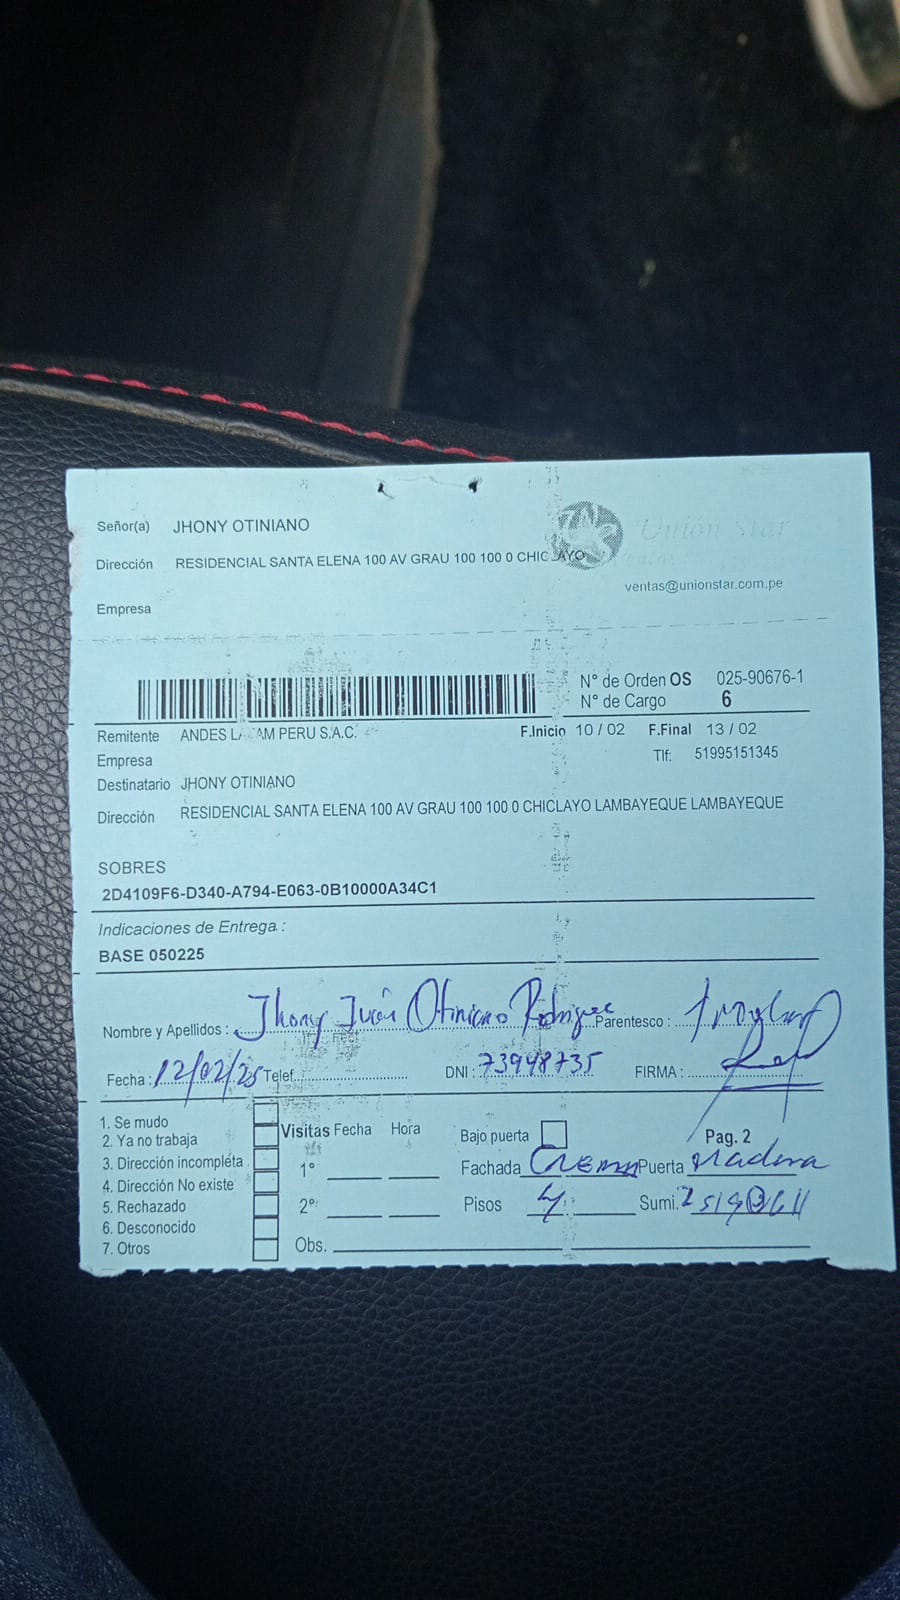 Señor(a) JHONY OTINIANO
Unión Star
Dirección RESIDENCIAL SANTA ELENA 100 AV GRAU 100 100 0 CHICLAYO
ventas@unionstar.com.pe
Empresa
N° de Orden OS 025-90676-1
N° de Cargo 6
Remitente ANDES LATAM PERU S.A.C.
F.Inicio 10 / 02 F.Final 13 / 02
Empresa
Tlf: 51995151345
Destinatario JHONY OTINIANO
Dirección RESIDENCIAL SANTA ELENA 100 AV GRAU 100 100 0 CHICLAYO LAMBAYEQUE LAMBAYEQUE
SOBRES
2D4109F6-D340-A794-E063-0B10000A34C1
Indicaciones de Entrega :
BASE 050225
Nombre y Apellidos : Jhony Iván Otiniano Rodriguez Parentesco :
Fecha : 12/02/25 Telef. DNI : 73948735 FIRMA :
1. Se mudo
2. Ya no trabaja
3. Dirección incompleta
4. Dirección No existe
5. Rechazado
6. Desconocido
7. Otros
Visitas Fecha Hora
1°
2°
Obs.
Bajo puerta
Pag. 2
Fachada Crema Puerta Madera
Pisos 4 Sumi.